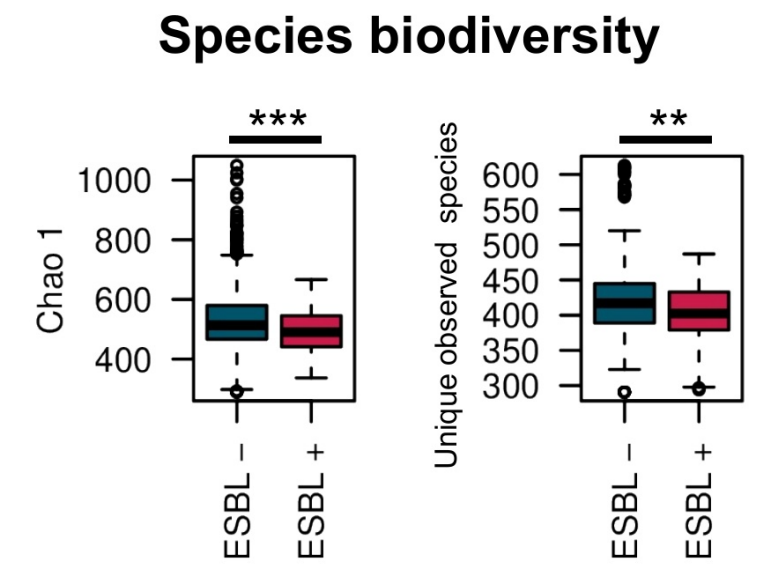 Species biodiversity
***
Chao 1
1000
800
600
400
ESBL −
ESBL +
**
Unique observed species
600
550
500
450
400
350
300
ESBL −
ESBL +